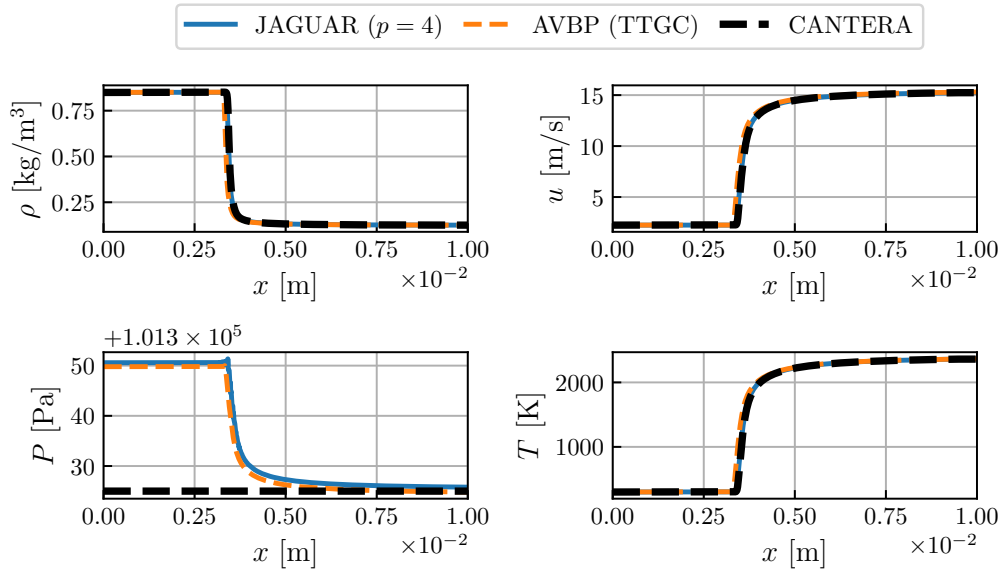 JAGUAR (p = 4) AVBP (TTGC) CANTERA
ρ [kg/m³]
0.75
0.50
0.25
0.00 0.25 0.50 0.75 1.00
×10⁻²
x [m]
u [m/s]
15
10
5
0.00 0.25 0.50 0.75 1.00
×10⁻²
x [m]
+1.013 × 10⁵
P [Pa]
50
40
30
0.00 0.25 0.50 0.75 1.00
×10⁻²
x [m]
T [K]
2000
1000
0.00 0.25 0.50 0.75 1.00
×10⁻²
x [m]